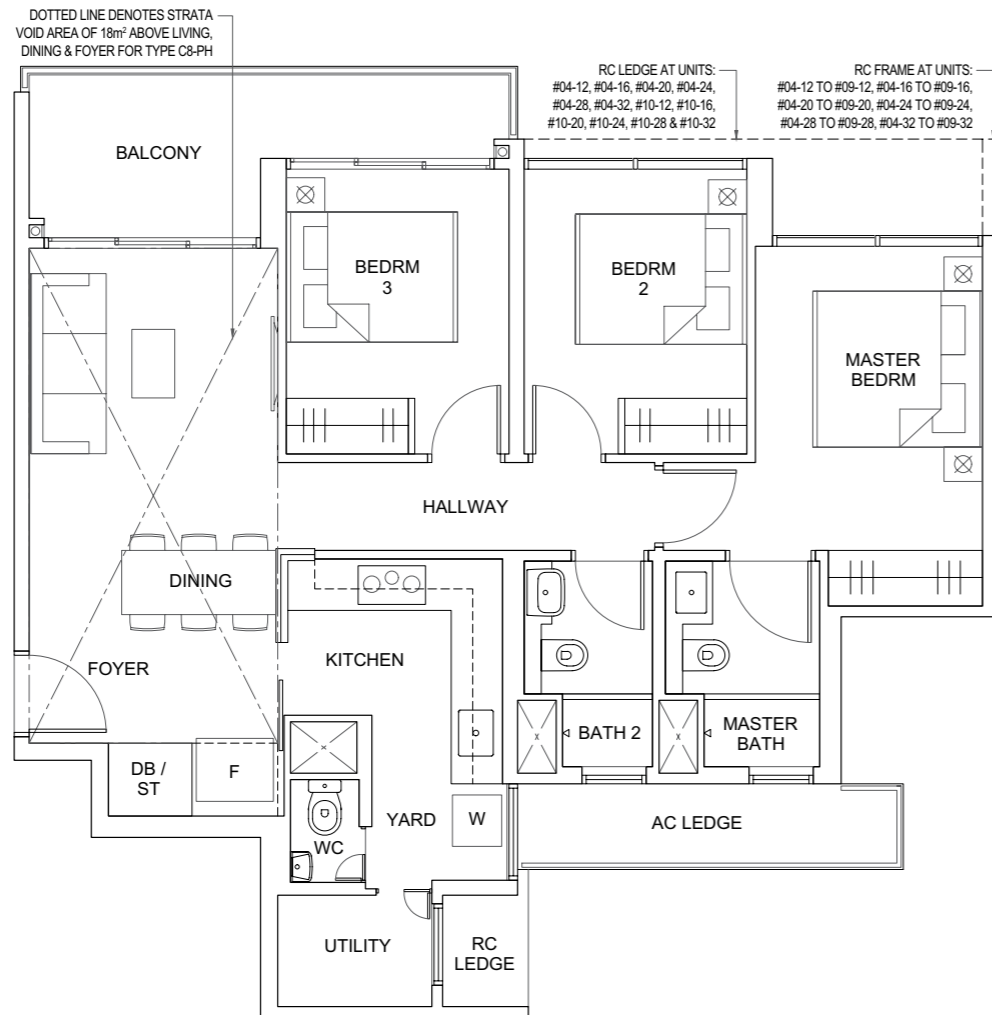 DOTTED LINE DENOTES STRATA
VOID AREA OF 18m² ABOVE LIVING,
DINING & FOYER FOR TYPE C8-PH
RC LEDGE AT UNITS:
#04-12, #04-16, #04-20, #04-24,
#04-28, #04-32, #10-12, #10-16,
#10-20, #10-24, #10-28 & #10-32
RC FRAME AT UNITS:
#04-12 TO #09-12, #04-16 TO #09-16,
#04-20 TO #09-20, #04-24 TO #09-24,
#04-28 TO #09-28, #04-32 TO #09-32
BALCONY
BEDRM
3
BEDRM
2
MASTER
BEDRM
HALLWAY
DINING
FOYER
KITCHEN
BATH 2
MASTER
BATH
DB /
ST
F
YARD
W
AC LEDGE
WC
UTILITY
RC
LEDGE